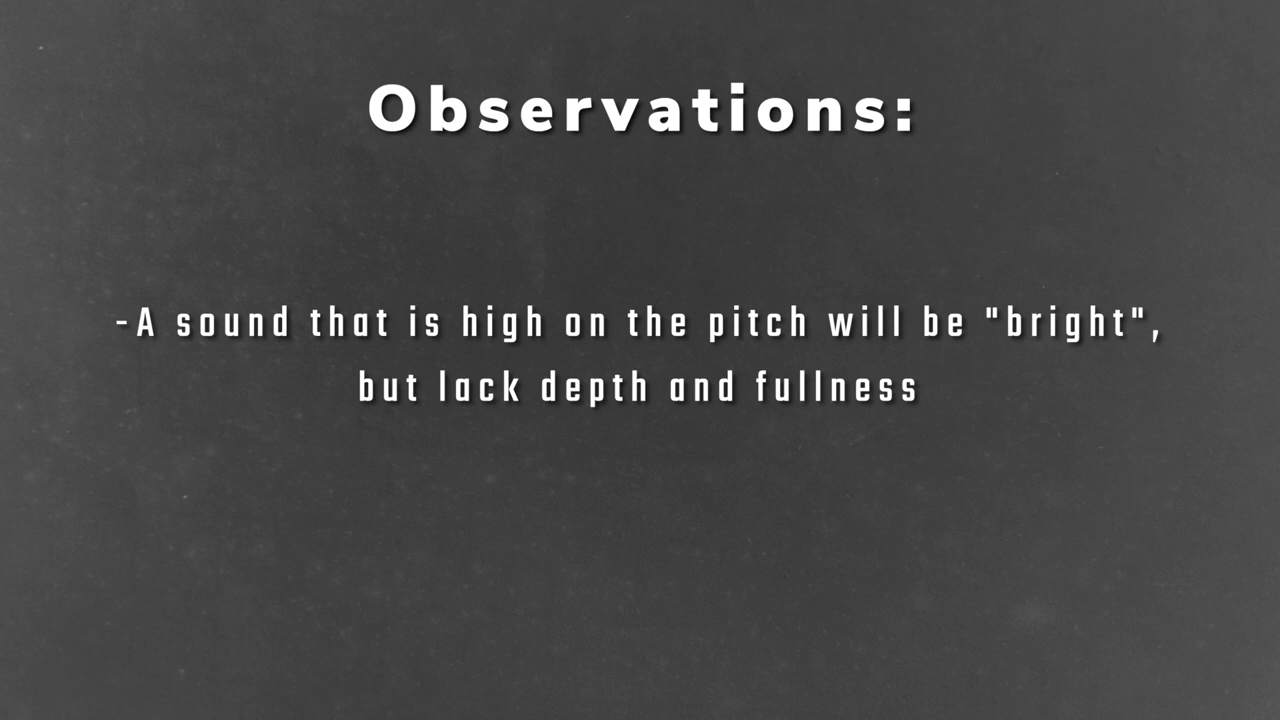 Observations:
-A sound that is high on the pitch will be "bright",
but lack depth and fullness